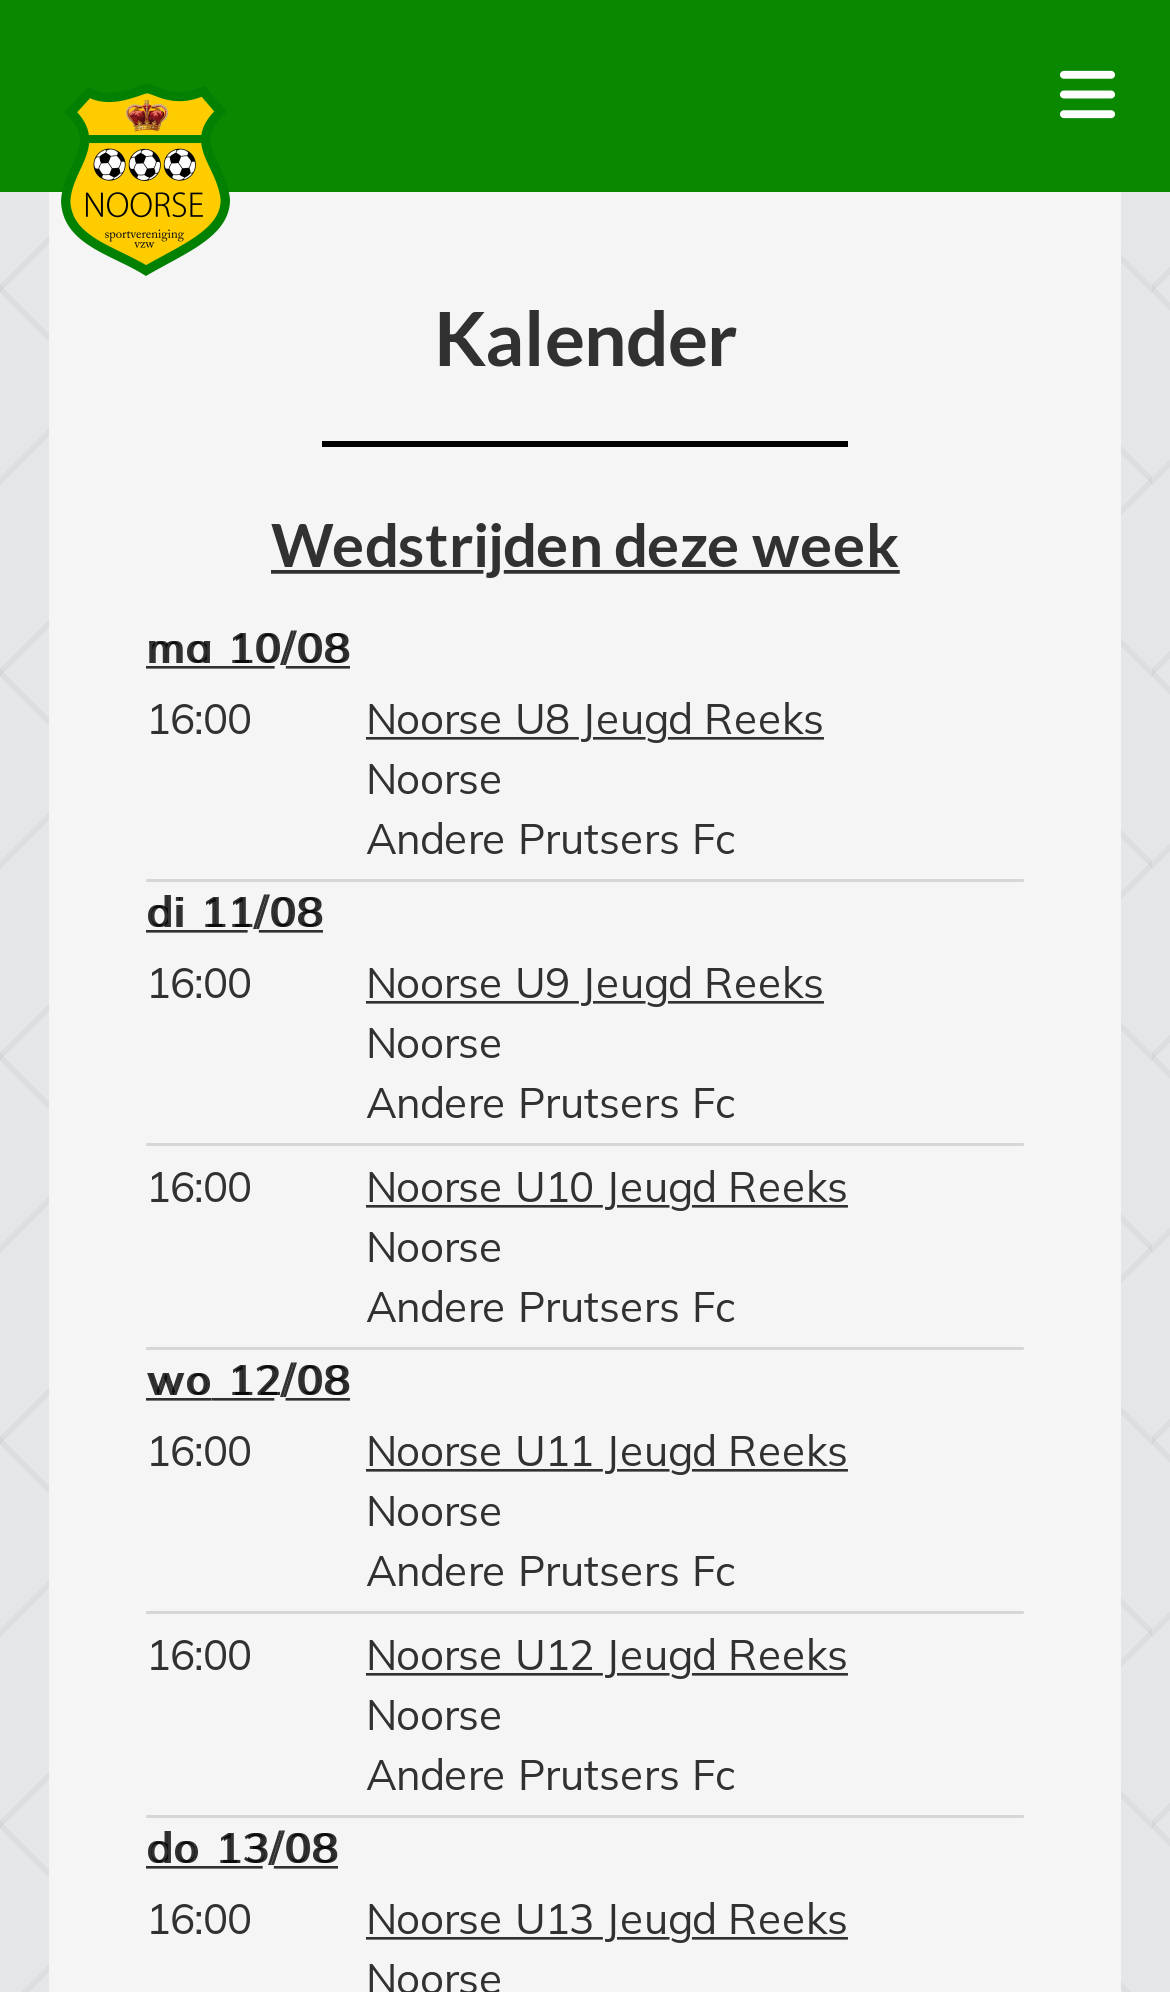 NOORSE
sportvereniging
vzw
Kalender
Wedstrijden deze week
ma 10/08
16:00 Noorse U8 Jeugd Reeks
Noorse
Andere Prutsers Fc
di 11/08
16:00 Noorse U9 Jeugd Reeks
Noorse
Andere Prutsers Fc
16:00 Noorse U10 Jeugd Reeks
Noorse
Andere Prutsers Fc
wo 12/08
16:00 Noorse U11 Jeugd Reeks
Noorse
Andere Prutsers Fc
16:00 Noorse U12 Jeugd Reeks
Noorse
Andere Prutsers Fc
do 13/08
16:00 Noorse U13 Jeugd Reeks
Noorse